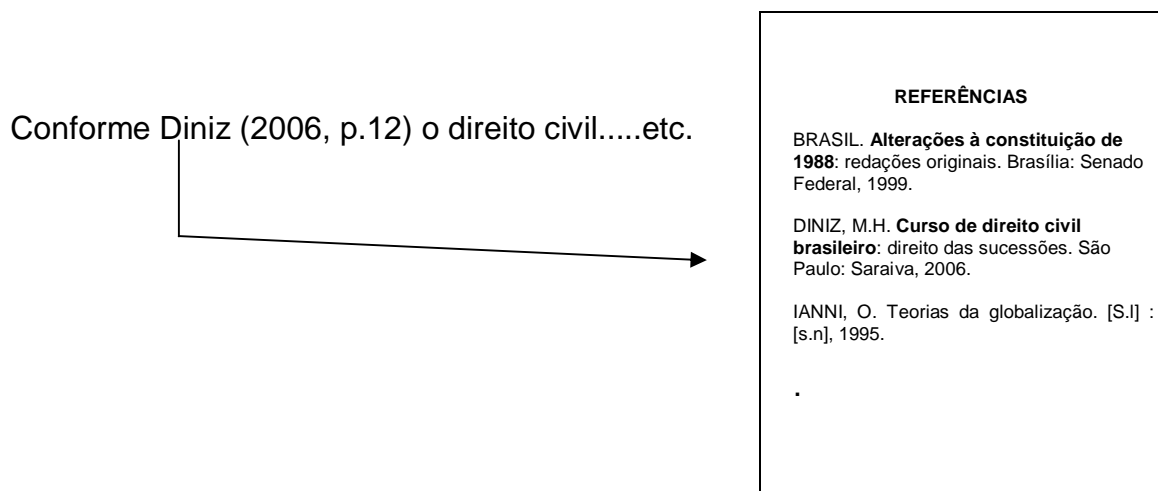 Conforme Diniz (2006, p.12) o direito civil.....etc.
REFERÊNCIAS
BRASIL. Alterações à constituição de
1988: redações originais. Brasília: Senado
Federal, 1999.
DINIZ, M.H. Curso de direito civil
brasileiro: direito das sucessões. São
Paulo: Saraiva, 2006.
IANNI, O. Teorias da globalização. [S.l] :
[s.n], 1995.
.